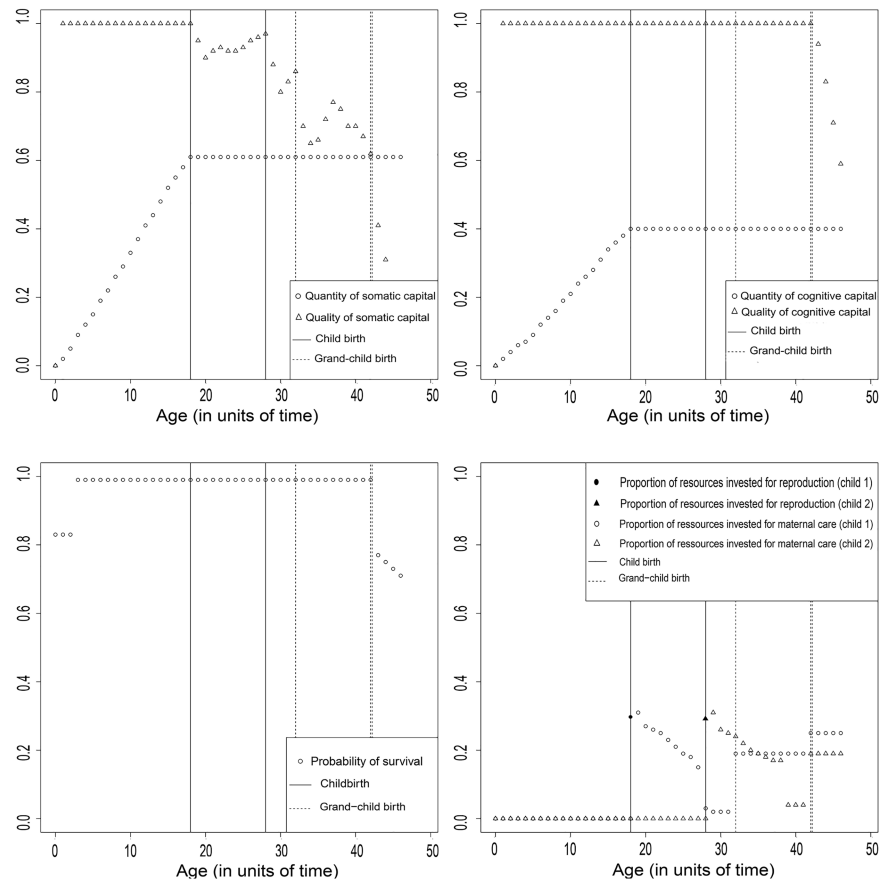 1.0
0.8
0.6
0.4
0.2
0.0
○ Quantity of somatic capital
△ Quality of somatic capital
Child birth
Grand-child birth
0 10 20 30 40 50
Age (in units of time)
1.0
0.8
0.6
0.4
0.2
0.0
○ Quantity of cognitive capital
△ Quality of cognitive capital
Child birth
Grand-child birth
0 10 20 30 40 50
Age (in units of time)
1.0
0.8
0.6
0.4
0.2
0.0
○ Probability of survival
Childbirth
Grand-child birth
0 10 20 30 40 50
Age (in units of time)
1.0
0.8
0.6
0.4
0.2
0.0
● Proportion of resources invested for reproduction (child 1)
▲ Proportion of resources invested for reproduction (child 2)
○ Proportion of ressources invested for maternal care (child 1)
△ Proportion of ressources invested for maternal care (child 2)
Child birth
Grand-child birth
0 10 20 30 40 50
Age (in units of time)